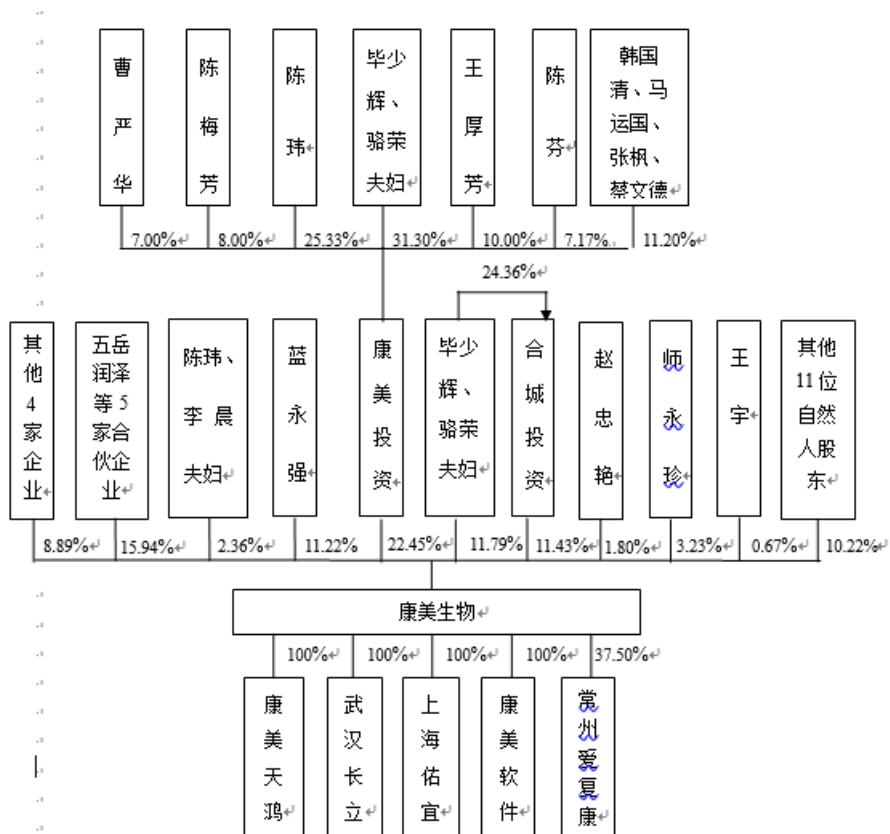 曹严华
陈梅芳
陈玮
毕少
辉、
骆荣
夫妇
王厚芳
陈芬
韩国
清、马
运国、
张枫、
蔡文德
7.00%
8.00%
25.33%
31.30%
10.00%
7.17%
11.20%
24.36%
其他4家企业
五岳
润泽
等5
家合
伙企
业
陈玮、
李 晨
夫妇
蓝永强
康美投资
毕少
辉、
骆荣
夫妇
合城投资
赵忠艳
师永珍
王宇
其他
11位
自然
人股
东
8.89%
15.94%
2.36%
11.22%
22.45%
11.79%
11.43%
1.80%
3.23%
0.67%
10.22%
康美生物
100%
100%
100%
100%
37.50%
康美天鸿
武汉长立
上海佑宜
康美软件
常州爱复康